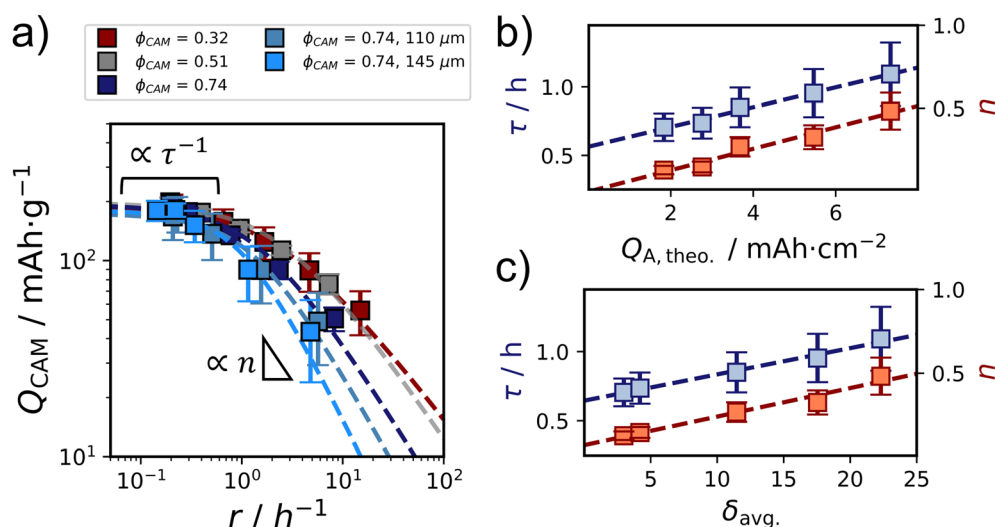 a)
ϕCAM = 0.32
ϕCAM = 0.51
ϕCAM = 0.74
ϕCAM = 0.74, 110 μm
ϕCAM = 0.74, 145 μm
∝ τ⁻¹
∝ n
10²
10¹
QCAM / mAh·g⁻¹
10⁻¹ 10⁰ 10¹ 10²
r / h⁻¹
b)
1.0
0.5
τ / h
1.0
0.5
n
2 4 6
QA, theo. / mAh·cm⁻²
c)
1.0
0.5
τ / h
1.0
0.5
0.0
n
5 10 15 20 25
δavg.